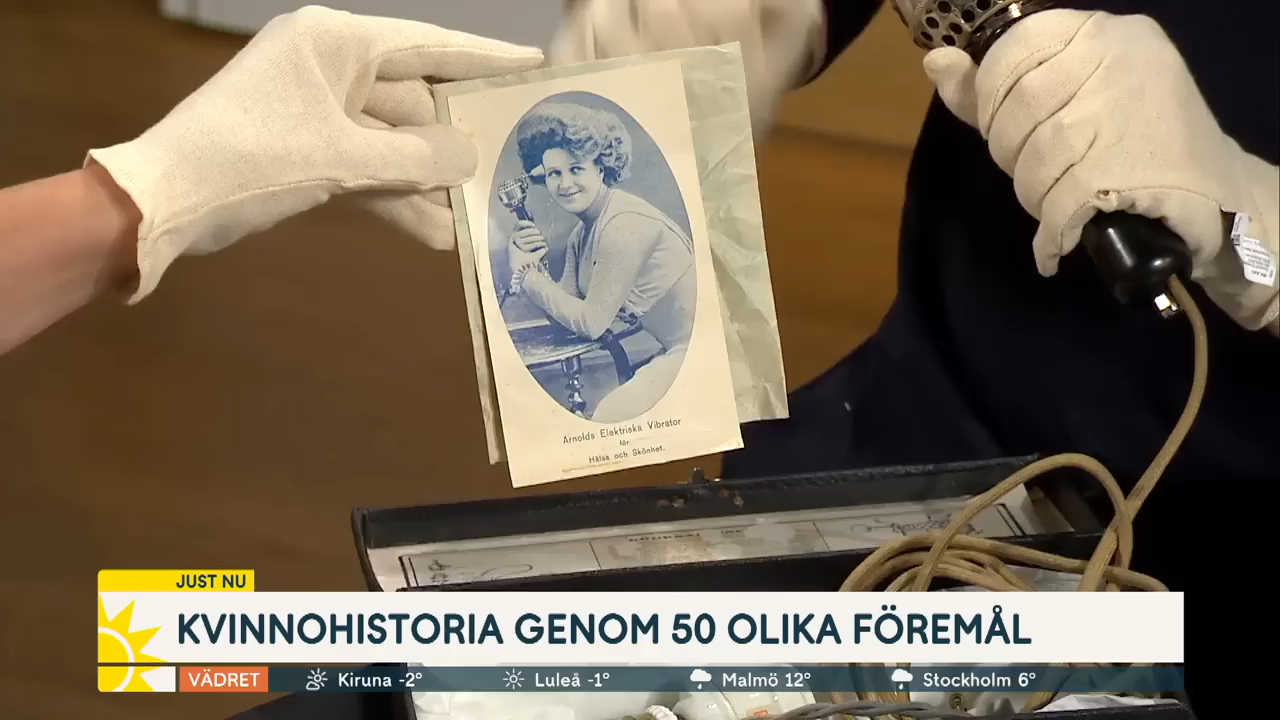 Arnolds Elektriska Vibrator
för
Hälsa och Skönhet.
JUST NU
KVINNOHISTORIA GENOM 50 OLIKA FÖREMÅL
VÄDRET Kiruna -2° Luleå -1° Malmö 12° Stockholm 6°